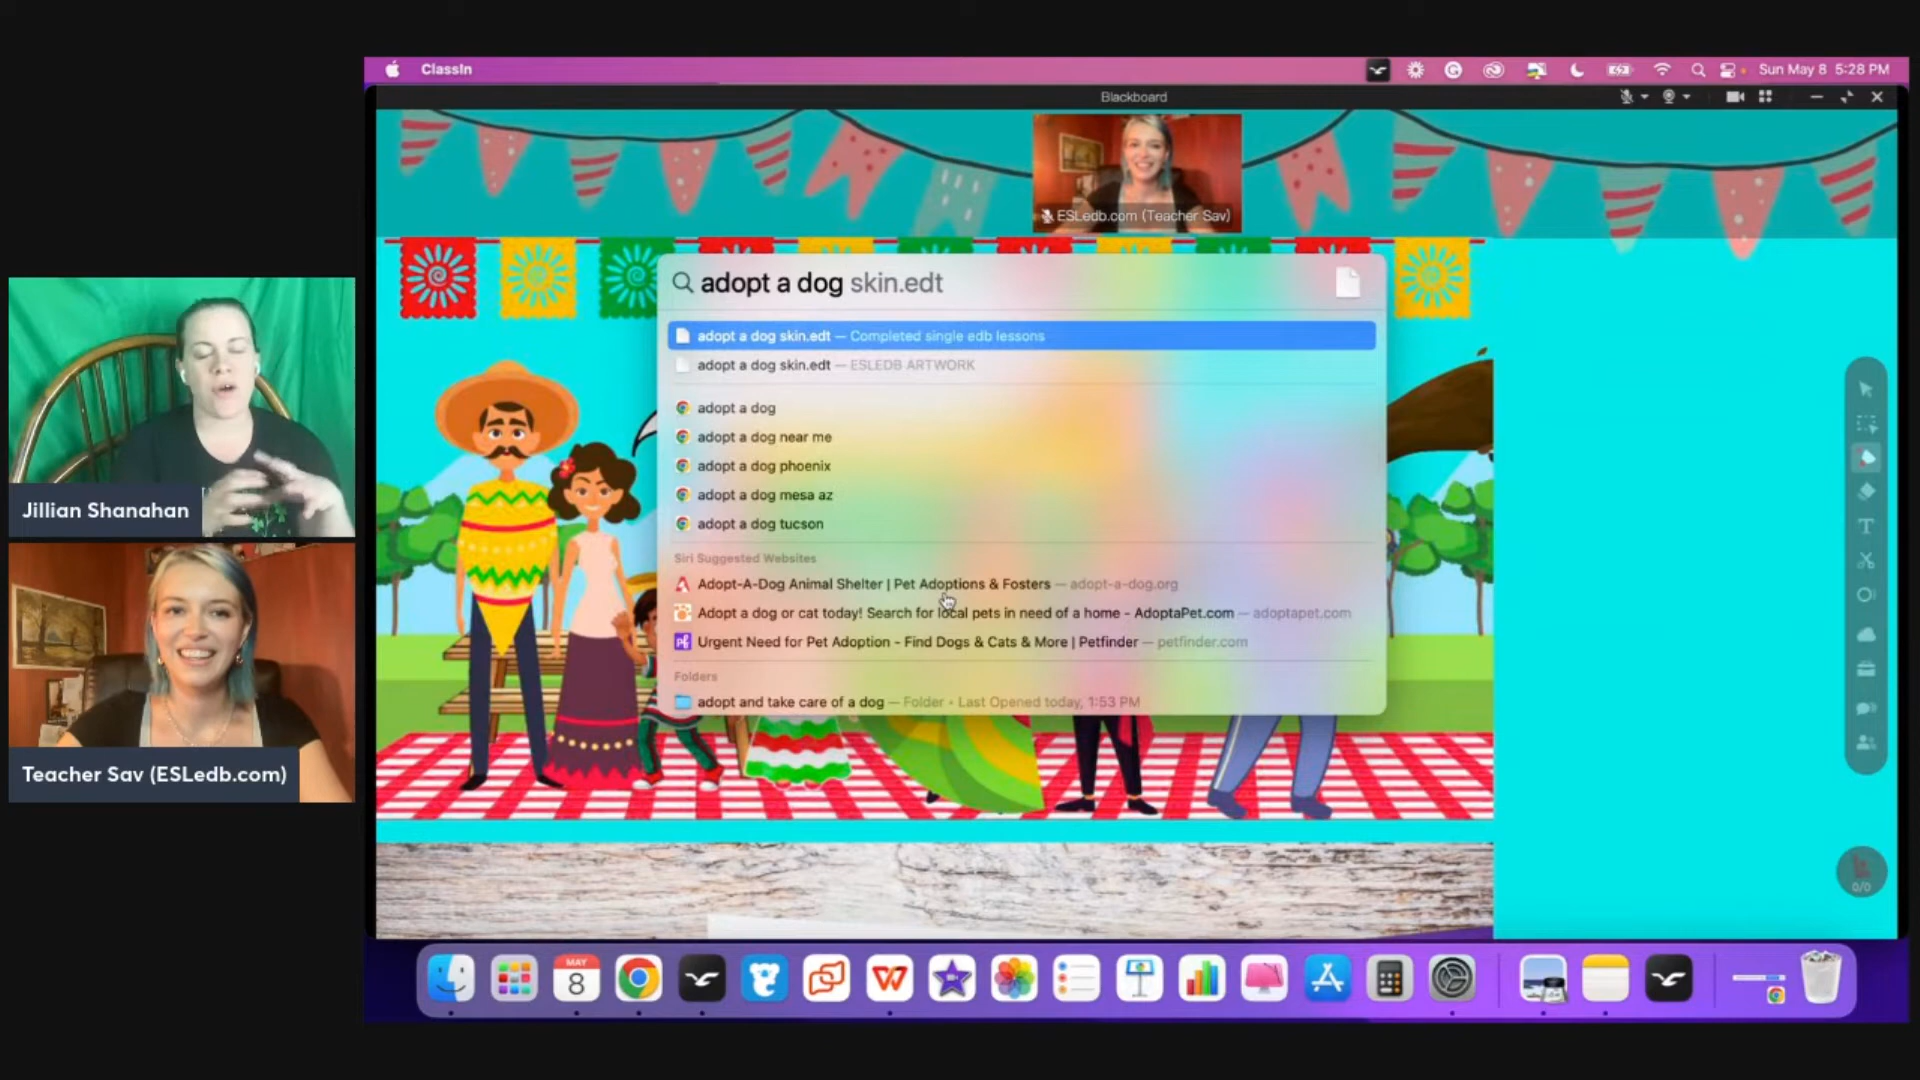 ClassIn
Sun May 8 5:28 PM
Blackboard
ESLedb.com (Teacher Sav)
adopt a dog skin.edt
adopt a dog skin.edt — Completed single edb lessons
adopt a dog skin.edt — ESLEDB ARTWORK
adopt a dog
adopt a dog near me
adopt a dog phoenix
adopt a dog mesa az
adopt a dog tucson
Siri Suggested Websites
Adopt-A-Dog Animal Shelter | Pet Adoptions & Fosters — adopt-a-dog.org
Adopt a dog or cat today! Search for local pets in need of a home - AdoptaPet.com — adoptapet.com
Urgent Need for Pet Adoption - Find Dogs & Cats & More | Petfinder — petfinder.com
Folders
adopt and take care of a dog — Folder • Last Opened today, 1:53 PM
Jillian Shanahan
Teacher Sav (ESLedb.com)
0/0
MAY
8